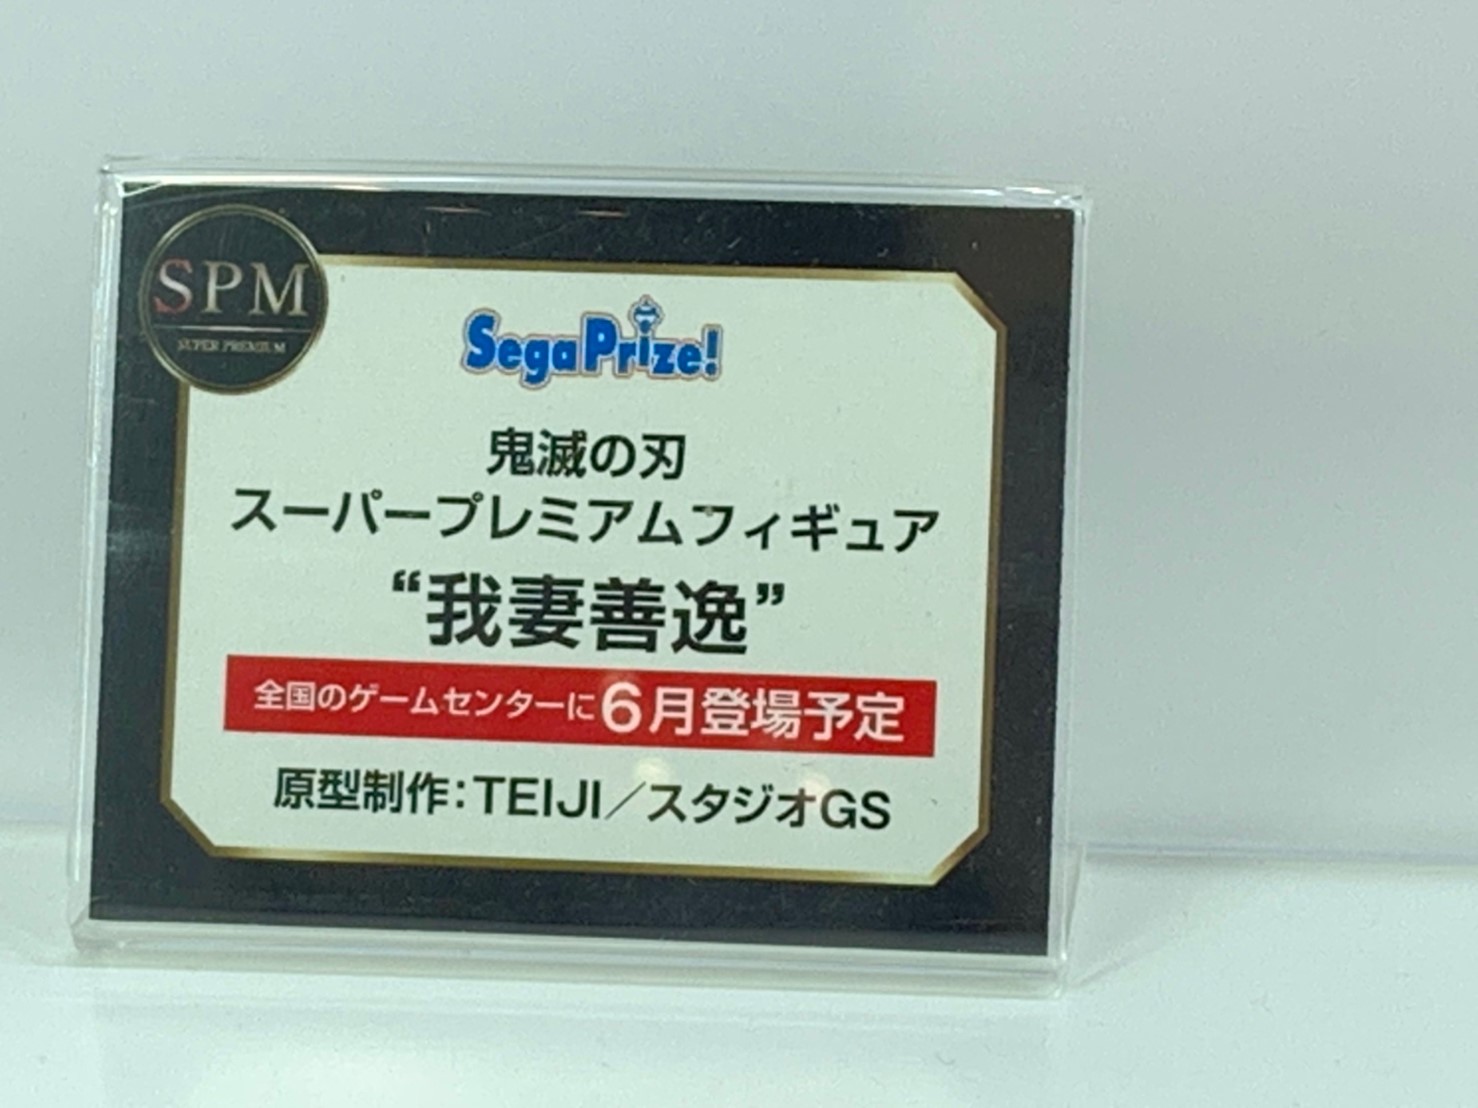 SPM
SUPER PREMIUM
Sega Prize!
鬼滅の刃
スーパープレミアムフィギュア
“我妻善逸”
全国のゲームセンターに6月登場予定
原型制作:TEIJI／スタジオGS